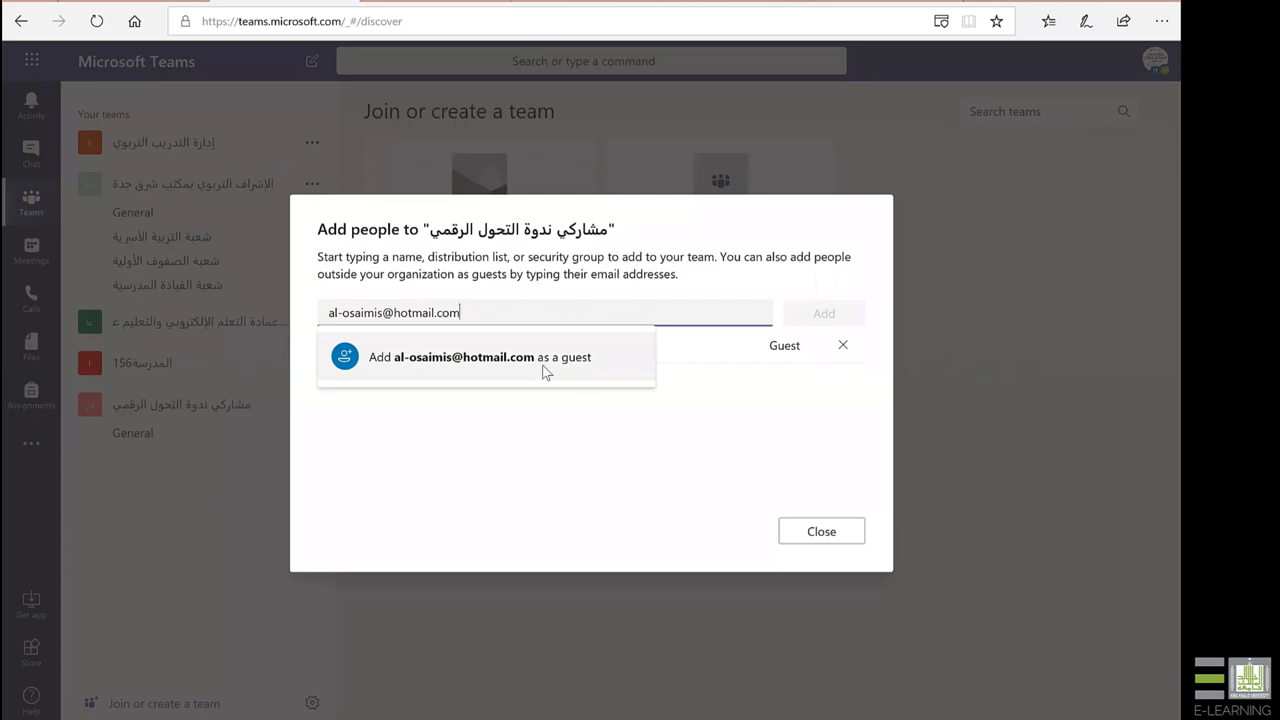 https://teams.microsoft.com/_#/discover
Microsoft Teams
Search or type a command
Activity
Chat
Teams
Meetings
Calls
Files
Assignments
Get app
Store
Help
Your teams
إدارة التدريب التربوي
الإشراف التربوي بمكتب شرق جدة
General
شعبة التربية الأسرية
شعبة الصفوف الأولية
شعبة القيادة المدرسية
عمادة التعلم الإلكتروني والتعليم ع...
المدرسة156
مشاركي ندوة التحول الرقمي
General
Join or create a team
Join or create a team
Search teams
Add people to "مشاركي ندوة التحول الرقمي"
Start typing a name, distribution list, or security group to add to your team. You can also add people
outside your organization as guests by typing their email addresses.
al-osaimis@hotmail.com
Add
Add al-osaimis@hotmail.com as a guest
Guest
Close
KING KHALID UNIVERSITY
E-LEARNING